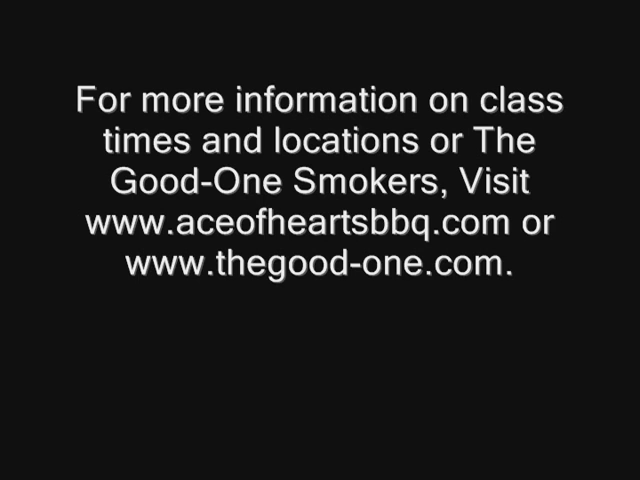 For more information on class
times and locations or The
Good-One Smokers, Visit
www.aceofheartsbbq.com or
www.thegood-one.com.